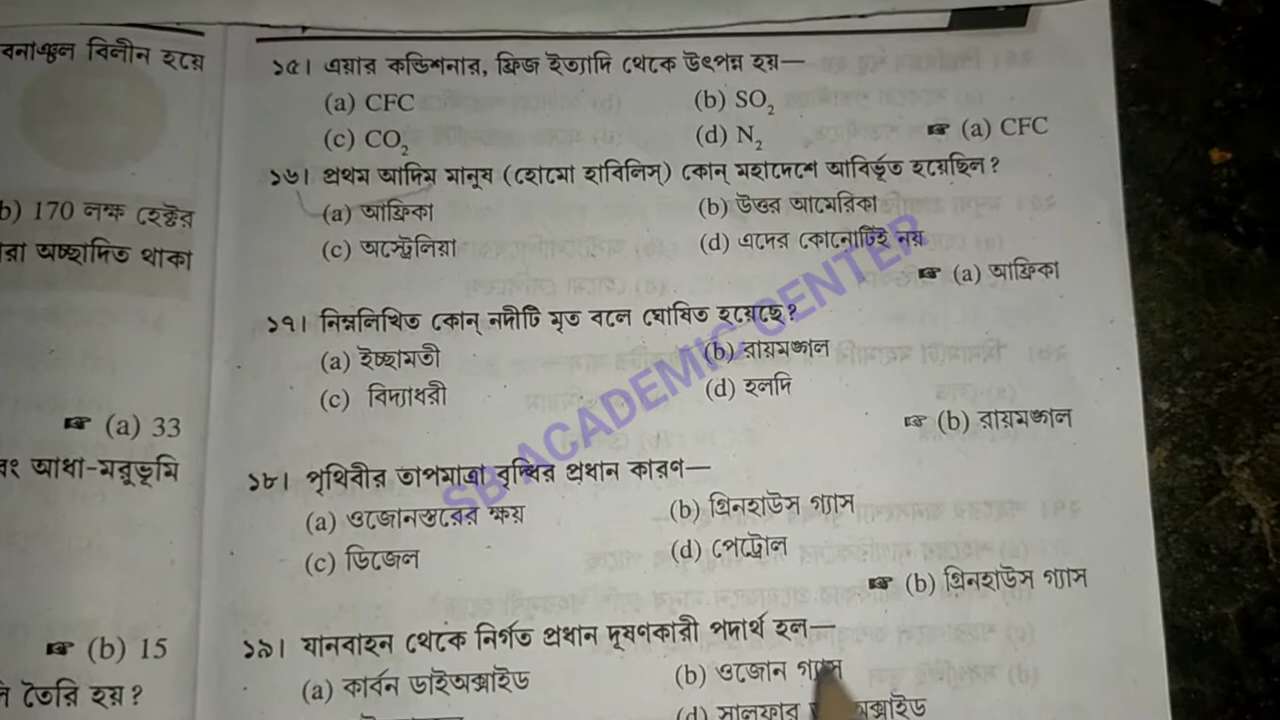 বনাঞ্চল বিলীন হয়ে
b) 170 লক্ষ হেক্টর
রা অচ্ছাদিত থাকা
☞ (a) 33
বং আধা-মরুভূমি
☞ (b) 15
তৈরি হয়?
১৫। এয়ার কন্ডিশনার, ফ্রিজ ইত্যাদি থেকে উৎপন্ন হয়—
(a) CFC (b) SO₂
(c) CO₂ (d) N₂ ☞ (a) CFC
১৬। প্রথম আদিম মানুষ (হোমো হাবিলিস্) কোন্ মহাদেশে আবির্ভূত হয়েছিল?
(a) আফ্রিকা (b) উত্তর আমেরিকা
(c) অস্ট্রেলিয়া (d) এদের কোনোটিই নয়
☞ (a) আফ্রিকা
১৭। নিম্নলিখিত কোন্ নদীটি মৃত বলে ঘোষিত হয়েছে?
(a) ইচ্ছামতী (b) রায়মঙ্গল
(c) বিদ্যাধরী (d) হলদি
☞ (b) রায়মঙ্গল
১৮। পৃথিবীর তাপমাত্রা বৃদ্ধির প্রধান কারণ—
(a) ওজোনস্তরের ক্ষয় (b) গ্রিনহাউস গ্যাস
(c) ডিজেল (d) পেট্রোল
☞ (b) গ্রিনহাউস গ্যাস
১৯। যানবাহন থেকে নির্গত প্রধান দূষণকারী পদার্থ হল—
(a) কার্বন ডাইঅক্সাইড (b) ওজোন গ্যাস
(d) সালফার
SB ACADEMIC CENTER